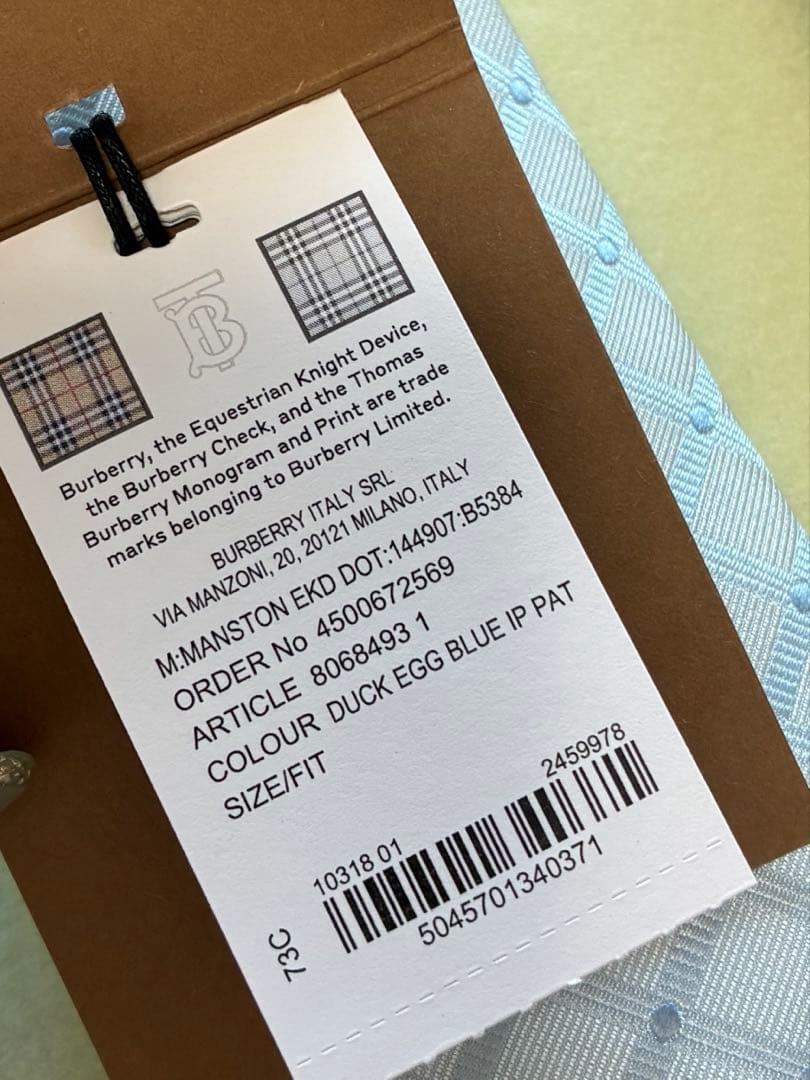 Burberry, the Equestrian Knight Device,
the Burberry Check, and the Thomas
Burberry Monogram and Print are trade
marks belonging to Burberry Limited.
BURBERRY ITALY SRL
VIA MANZONI, 20, 20121 MILANO, ITALY
M:MANSTON EKD DOT:144907:B5384
ORDER No 4500672569
ARTICLE 8068493 1
COLOUR DUCK EGG BLUE IP PAT
SIZE/FIT
10318 01 2459978
5045701340371
73C